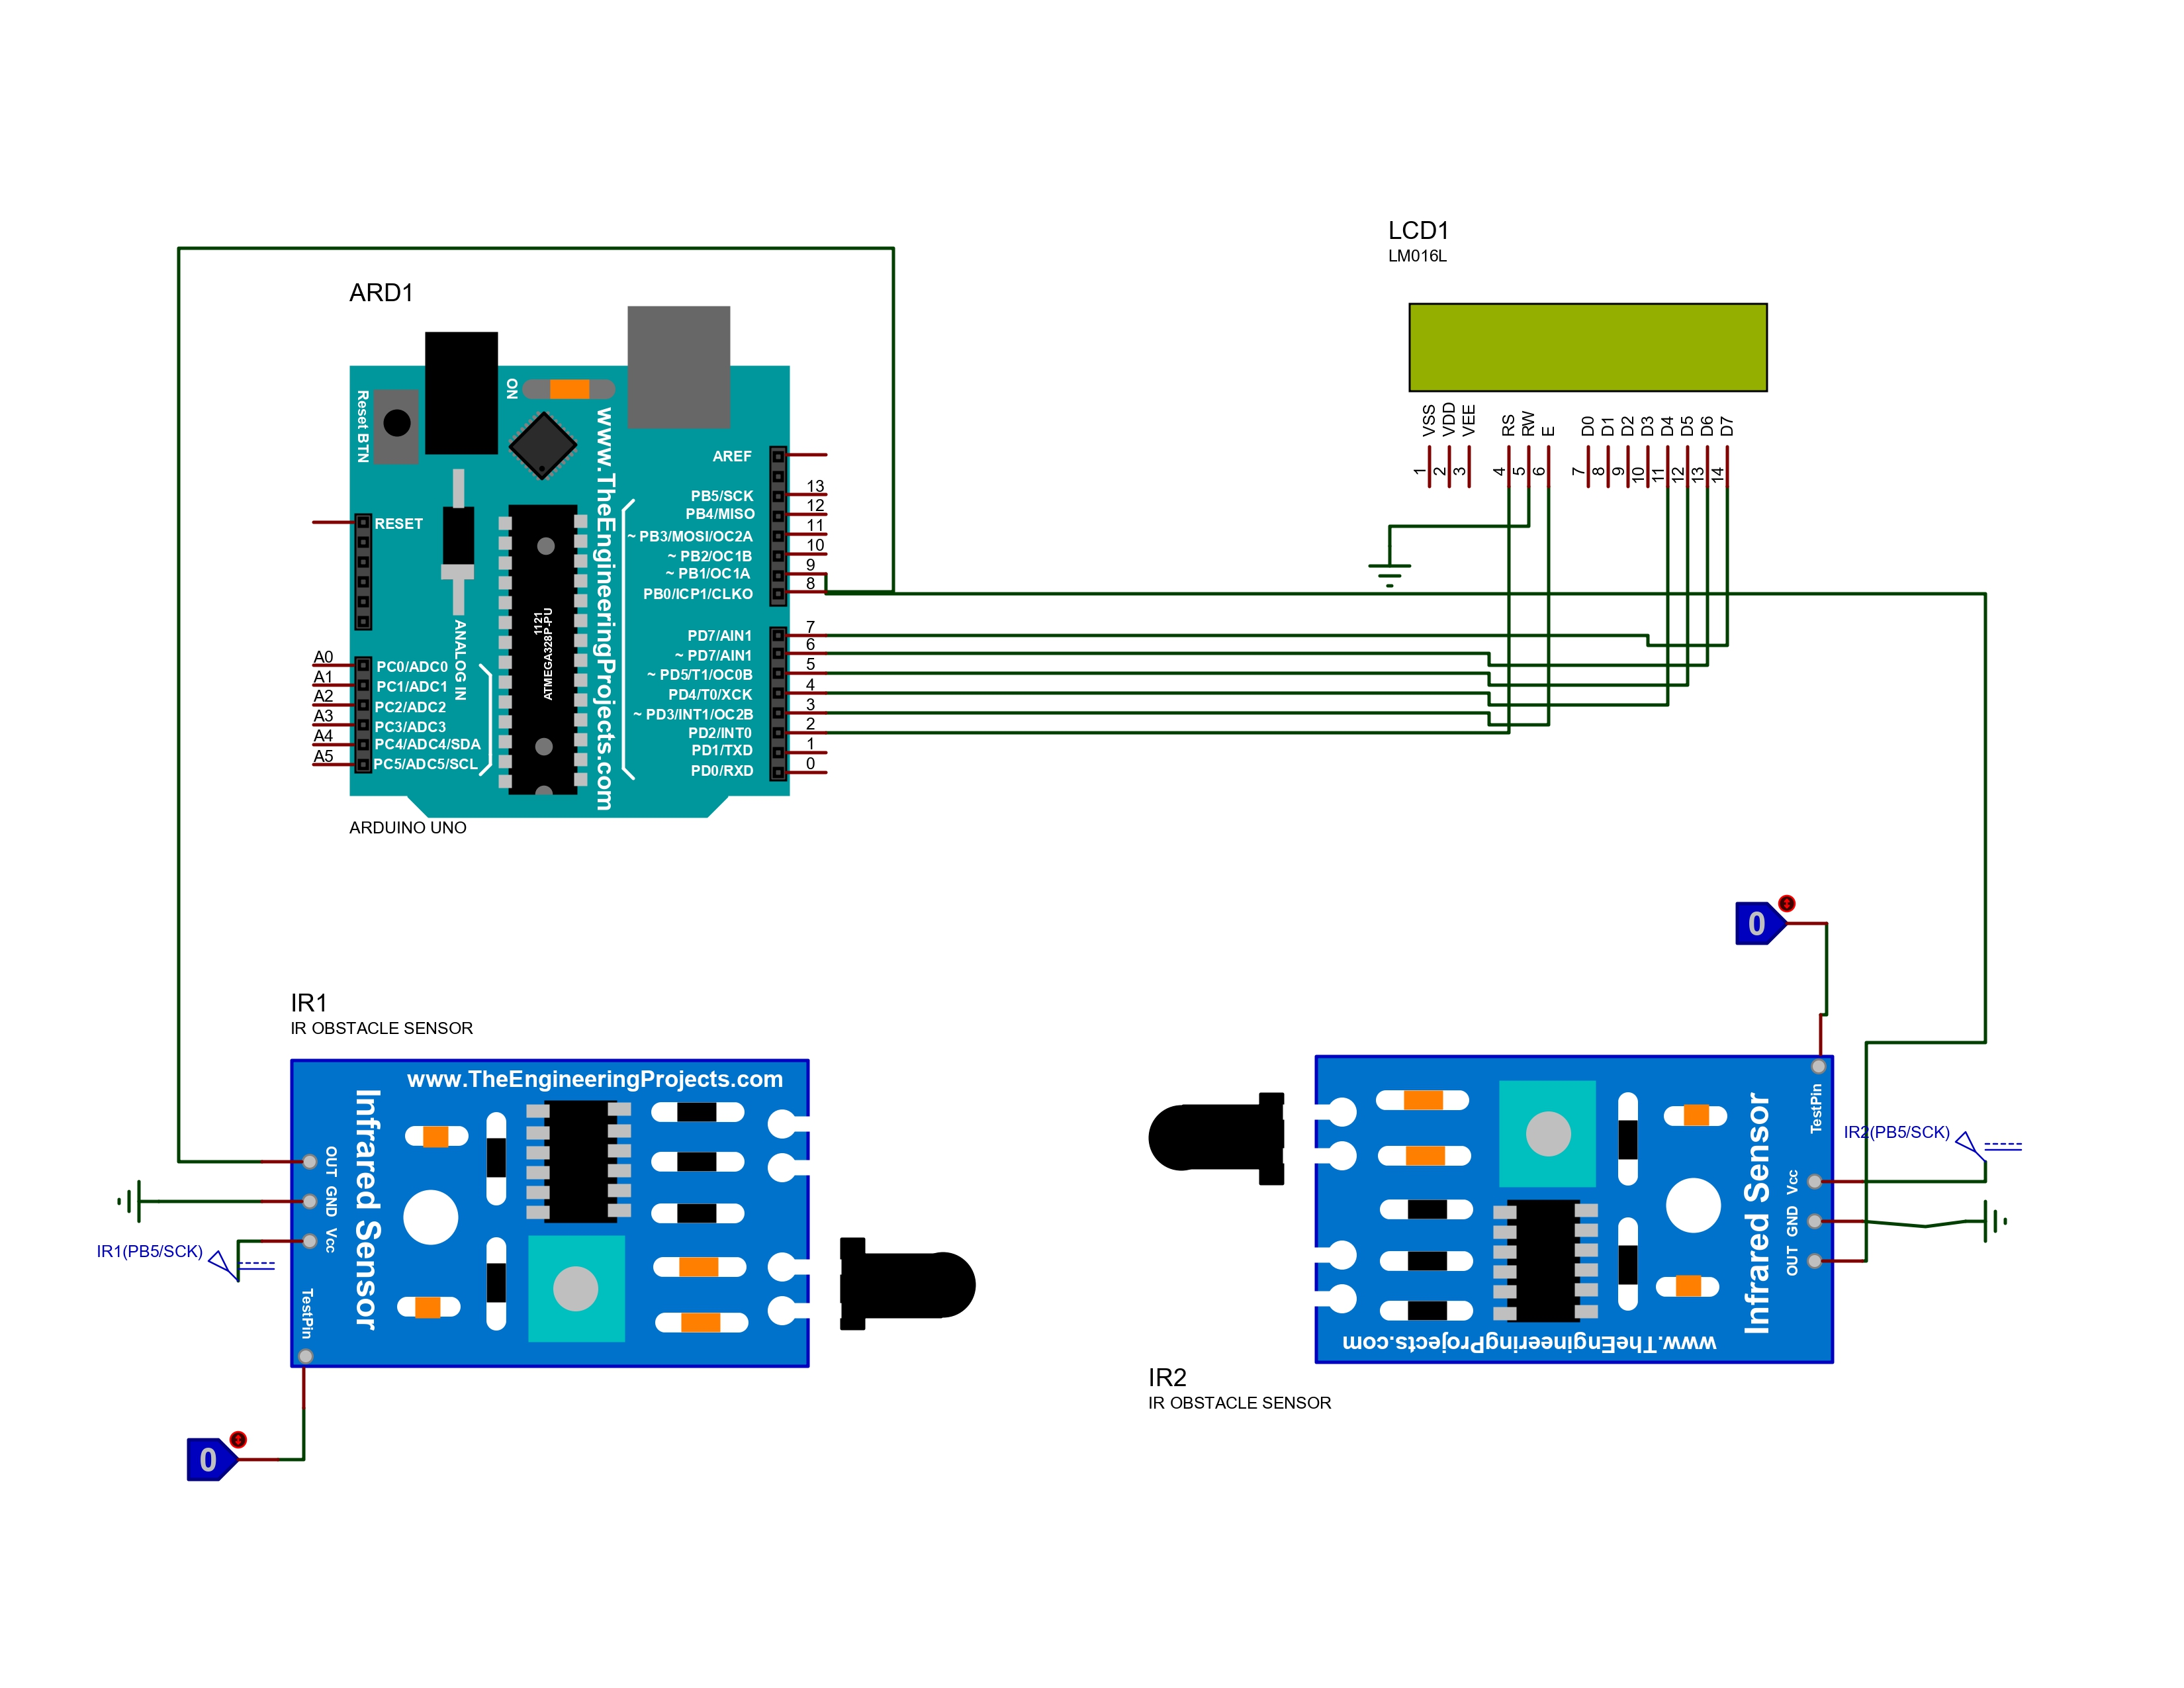 LCD1
LM016L
VSS
VDD
VEE
RS
RW
E
D0
D1
D2
D3
D4
D5
D6
D7
1
2
3
4
5
6
7
8
9
10
11
12
13
14
ARD1
Reset BTN
ON
www.TheEngineeringProjects.com
RESET
ANALOG IN
1121
ATMEGA328P-PU
AREF
PB5/SCK 13
PB4/MISO 12
~ PB3/MOSI/OC2A 11
~ PB2/OC1B 10
~ PB1/OC1A 9
PB0/ICP1/CLKO 8
PD7/AIN1 7
~ PD7/AIN1 6
~ PD5/T1/OC0B 5
PD4/T0/XCK 4
~ PD3/INT1/OC2B 3
PD2/INT0 2
PD1/TXD 1
PD0/RXD 0
A0 PC0/ADC0
A1 PC1/ADC1
A2 PC2/ADC2
A3 PC3/ADC3
A4 PC4/ADC4/SDA
A5 PC5/ADC5/SCL
ARDUINO UNO
IR1
IR OBSTACLE SENSOR
www.TheEngineeringProjects.com
Infrared Sensor
OUT
GND
Vcc
TestPin
IR1(PB5/SCK)
0
0
TestPin
IR2(PB5/SCK)
Vcc
GND
OUT
Infrared Sensor
www.TheEngineeringProjects.com
IR2
IR OBSTACLE SENSOR